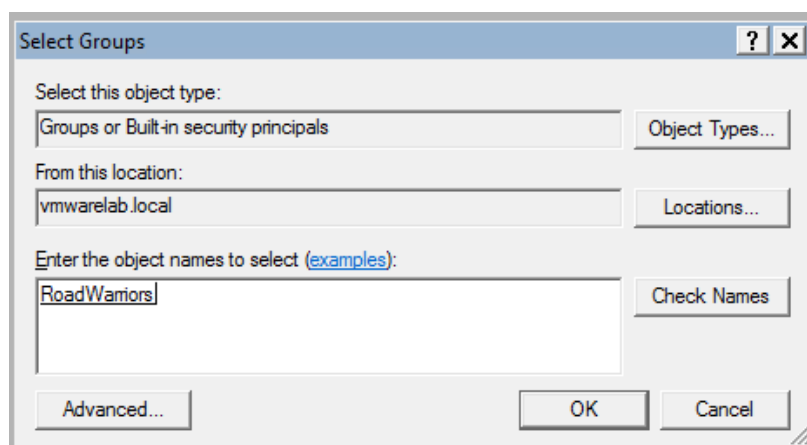 Select Groups
? X
Select this object type:
Groups or Built-in security principals
Object Types...
From this location:
vmwarelab.local
Locations...
Enter the object names to select (examples):
RoadWarriors
Check Names
Advanced...
OK
Cancel